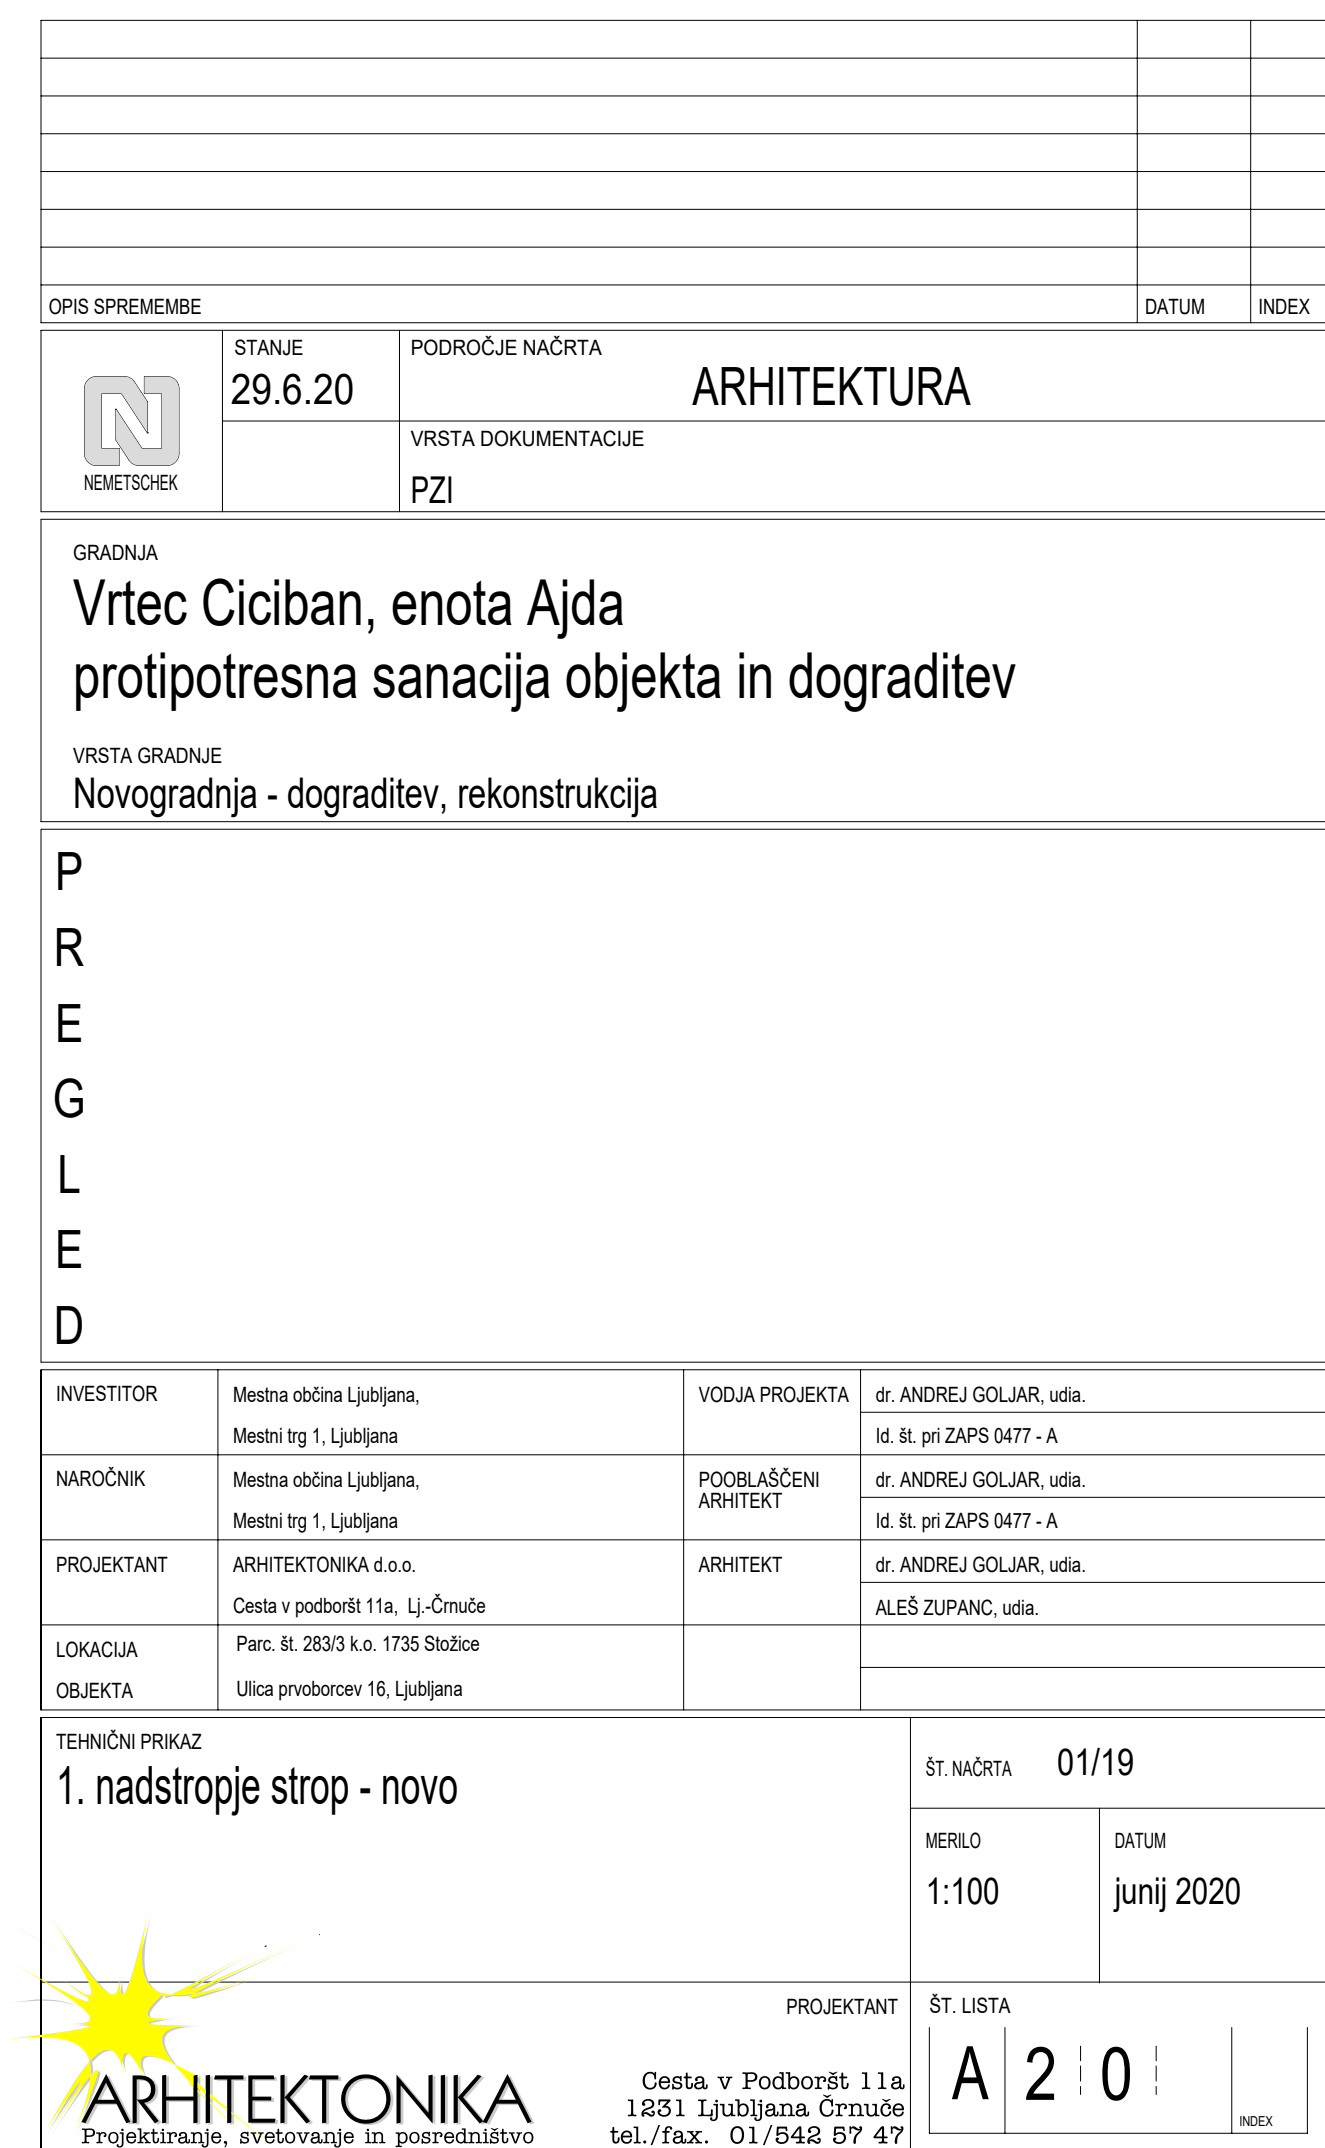 OPIS SPREMEMBE DATUM INDEX
STANJE PODROČJE NAČRTA
29.6.20 ARHITEKTURA
NEMETSCHEK
VRSTA DOKUMENTACIJE
PZI
GRADNJA
Vrtec Ciciban, enota Ajda
protipotresna sanacija objekta in dograditev
VRSTA GRADNJE
Novogradnja - dograditev, rekonstrukcija
P
R
E
G
L
E
D
INVESTITOR Mestna občina Ljubljana, VODJA PROJEKTA dr. ANDREJ GOLJAR, udia.
Mestni trg 1, Ljubljana Id. št. pri ZAPS 0477 - A
NAROČNIK Mestna občina Ljubljana, POOBLAŠČENI dr. ANDREJ GOLJAR, udia.
ARHITEKT
Mestni trg 1, Ljubljana Id. št. pri ZAPS 0477 - A
PROJEKTANT ARHITEKTONIKA d.o.o. ARHITEKT dr. ANDREJ GOLJAR, udia.
Cesta v podboršt 11a, Lj.-Črnuče ALEŠ ZUPANC, udia.
LOKACIJA Parc. št. 283/3 k.o. 1735 Stožice
OBJEKTA Ulica prvoborcev 16, Ljubljana
TEHNIČNI PRIKAZ
1. nadstropje strop - novo
ŠT. NAČRTA 01/19
MERILO DATUM
1:100 junij 2020
PROJEKTANT ŠT. LISTA
A 2 0
INDEX
ARHITEKTONIKA
Projektiranje, svetovanje in posredništvo
Cesta v Podboršt 11a
1231 Ljubljana Črnuče
tel./fax. 01/542 57 47